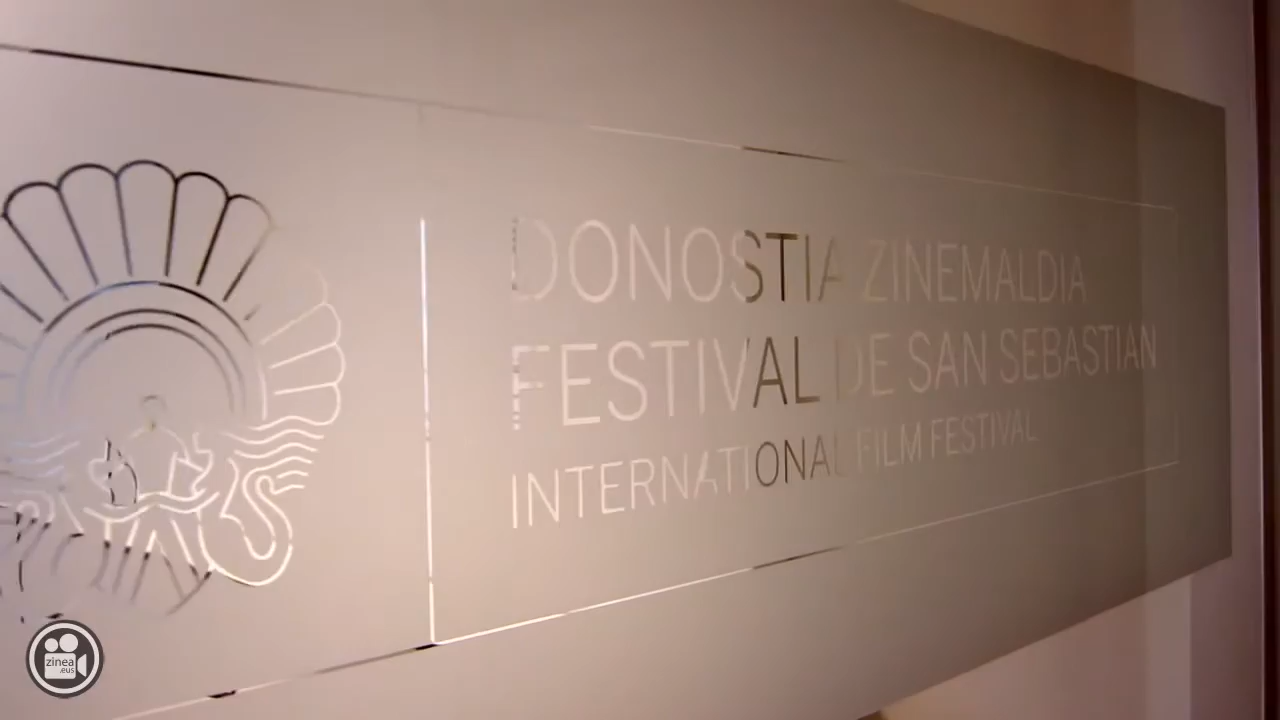 DONOSTIA ZINEMALDIA
FESTIVAL DE SAN SEBASTIAN
INTERNATIONAL FILM FESTIVAL
zinea
.eus